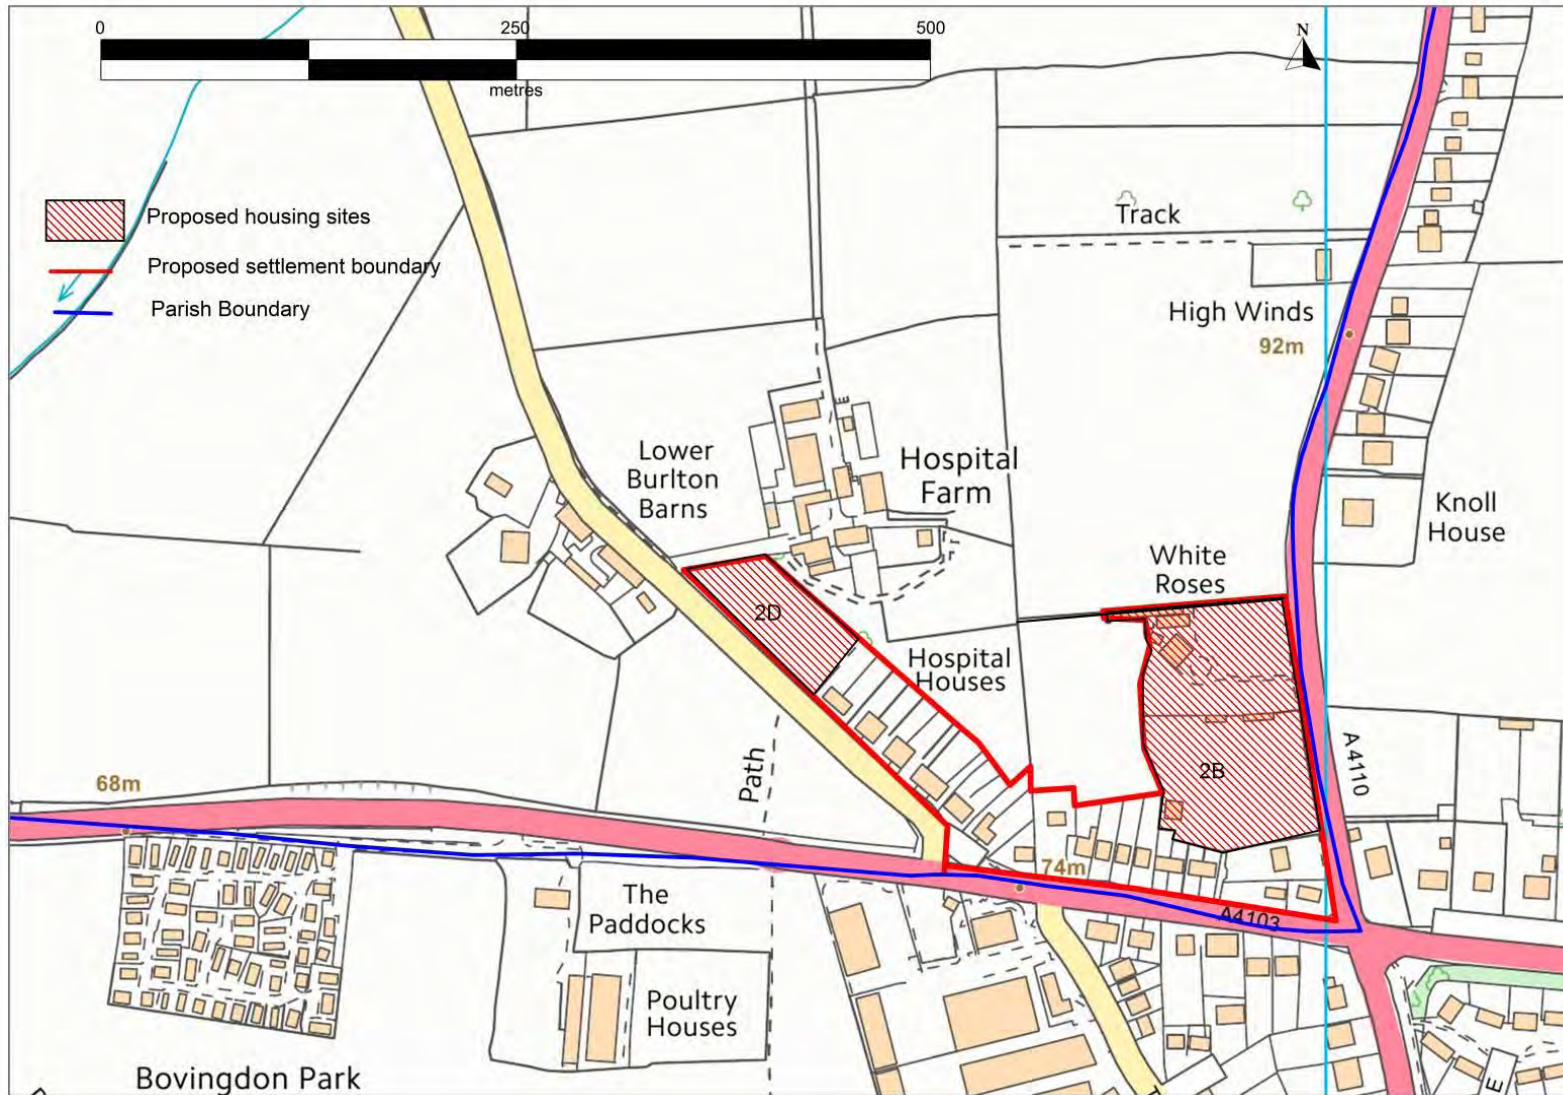 0
250
500
metres
N
Proposed housing sites
Proposed settlement boundary
Parish Boundary
Track
High Winds
92m
Lower
Burlton
Barns
Hospital
Farm
Knoll
House
White
Roses
2D
Hospital
Houses
2B
A4110
Path
68m
74m
A4103
The
Paddocks
Poultry
Houses
Bovingdon Park
E